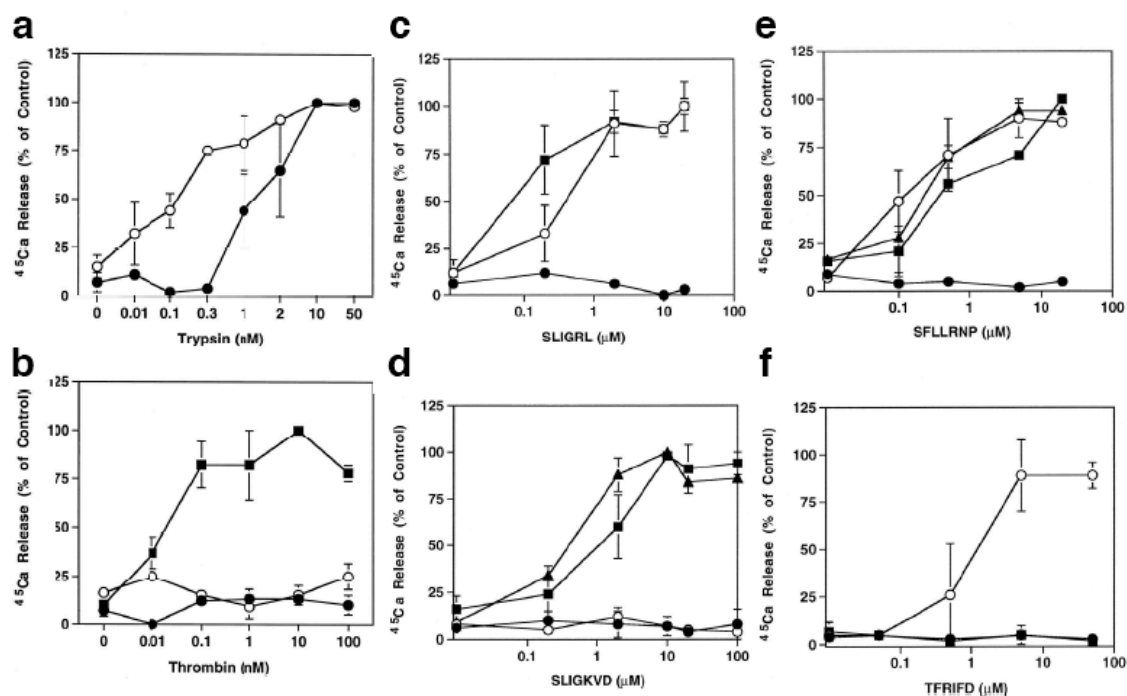 a
⁴⁵Ca Release (% of Control)
125
100
75
50
25
0
0 0.01 0.1 0.3 1 2 10 50
Trypsin (nM)
b
⁴⁵Ca Release (% of Control)
125
100
75
50
25
0
0 0.01 0.1 1 10 100
Thrombin (nM)
c
⁴⁵Ca Release (% of Control)
125
100
75
50
25
0
0.1 1 10 100
SLIGRL (μM)
d
⁴⁵Ca Release (% of Control)
125
100
75
50
25
0
0.1 1 10 100
SLIGKVD (μM)
e
⁴⁵Ca Release (% of Control)
125
100
75
50
25
0
0.1 1 10 100
SFLLRNP (μM)
f
⁴⁵Ca Release (% of Control)
125
100
75
50
25
0
0.1 1 10 100
TFRIFD (μM)